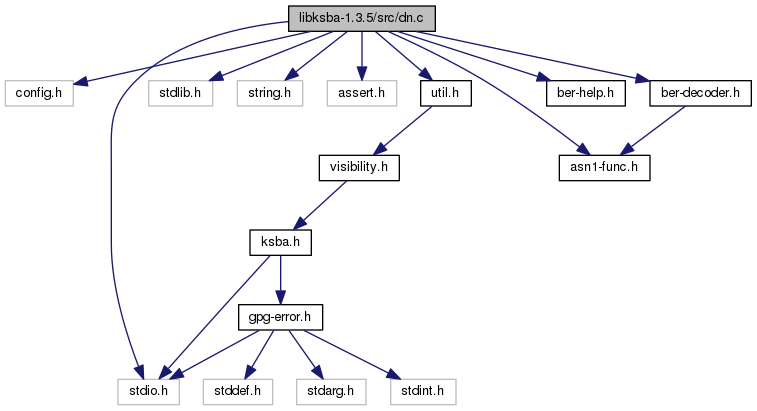 libksba-1.3.5/src/dn.c
config.h
stdlib.h
string.h
assert.h
util.h
ber-help.h
ber-decoder.h
visibility.h
asn1-func.h
ksba.h
gpg-error.h
stdio.h
stddef.h
stdarg.h
stdint.h